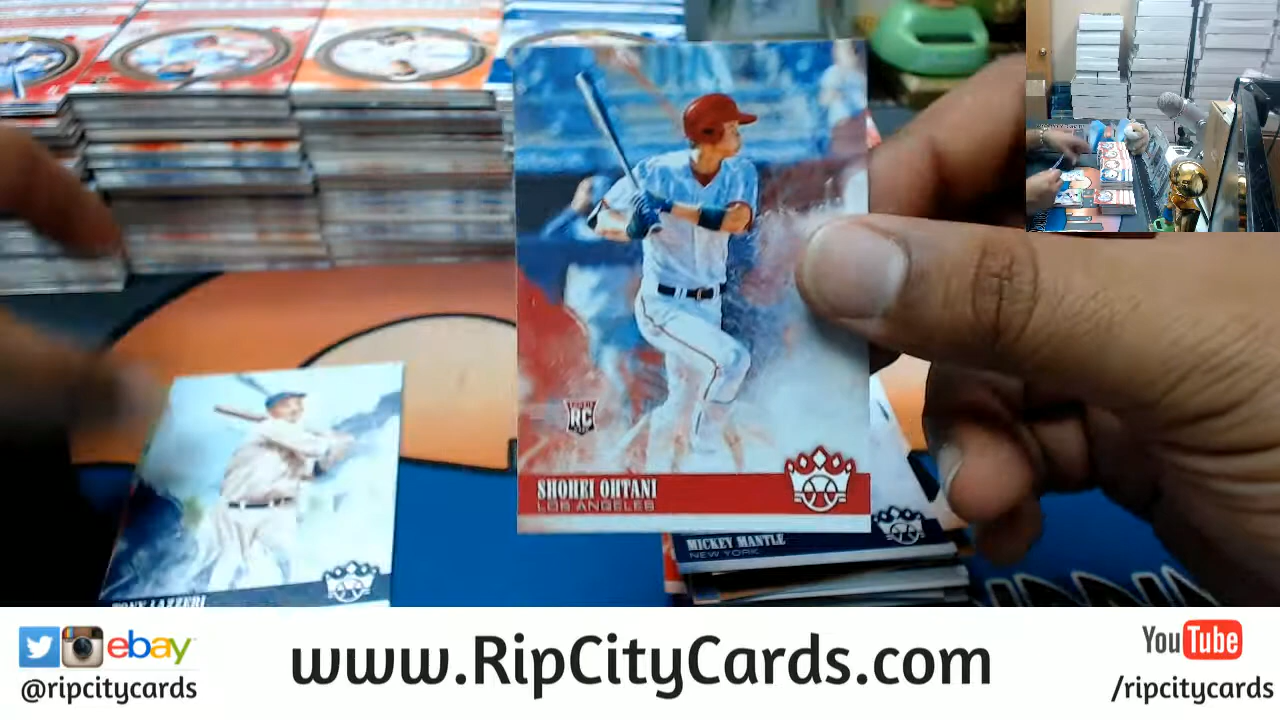 RC
SHOHEI OHTANI
LOS ANGELES
MICKEY MANTLE
NEW YORK
TONY LAZZERI
ebay
@ripcitycards
www.RipCityCards.com
YouTube
/ripcitycards